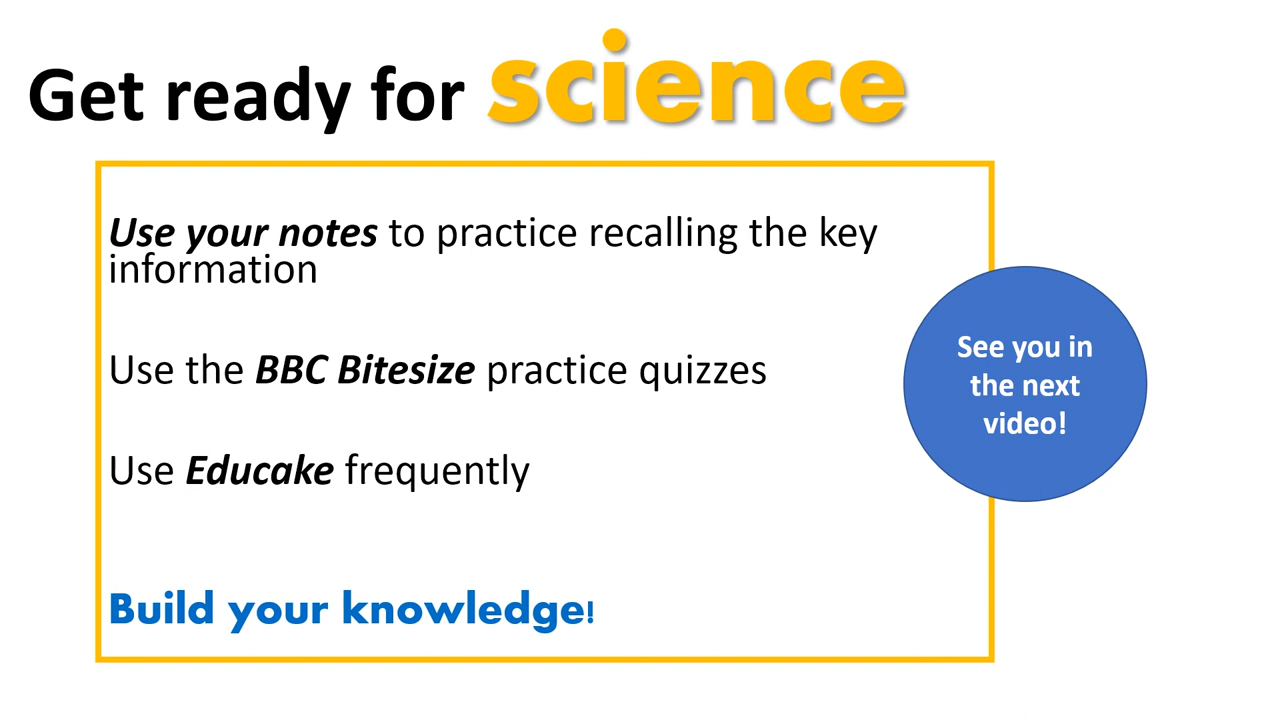 Get ready for science
Use your notes to practice recalling the key
information
Use the BBC Bitesize practice quizzes
Use Educake frequently
Build your knowledge!
See you in
the next
video!